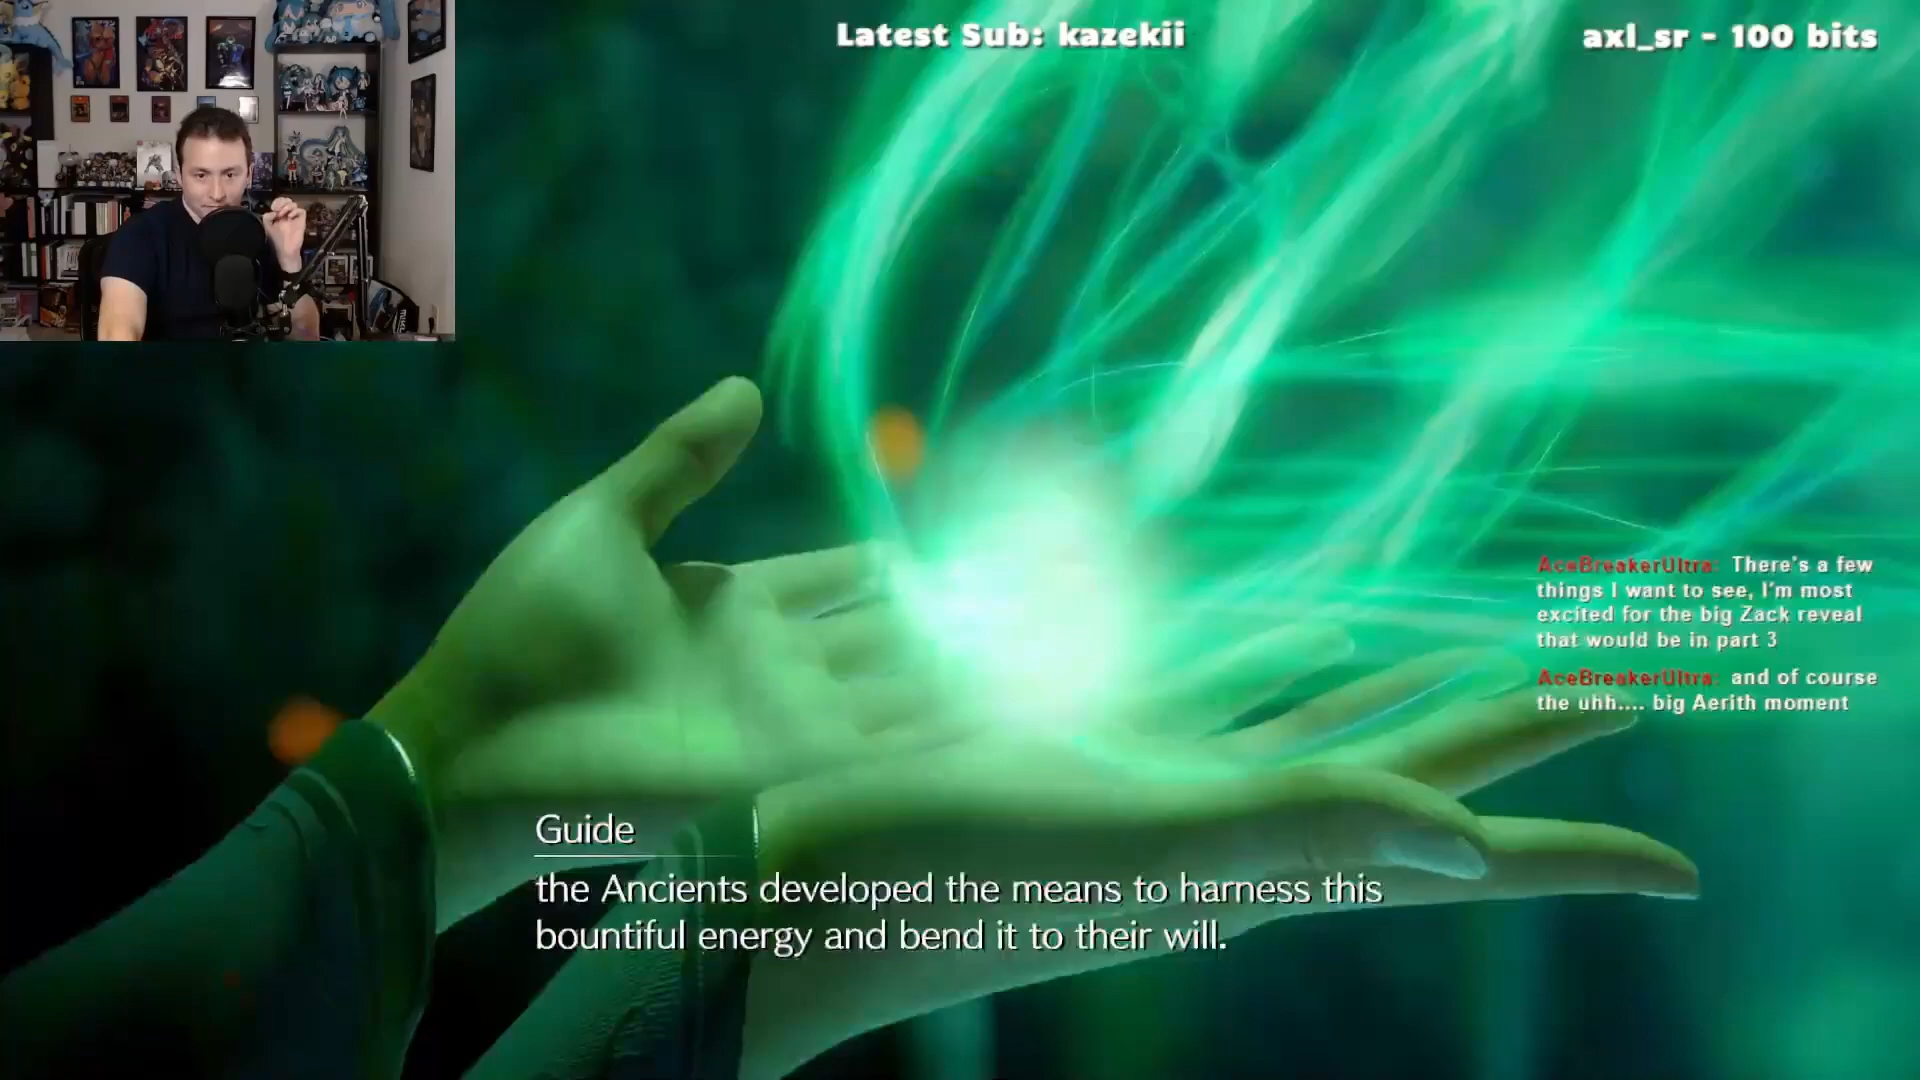 Latest Sub: kazekii
axl_sr - 100 bits
AceBreakerUltra: There's a few
things I want to see, I'm most
excited for the big Zack reveal
that would be in part 3
AceBreakerUltra: and of course
the uhh.... big Aerith moment
Guide
the Ancients developed the means to harness this
bountiful energy and bend it to their will.